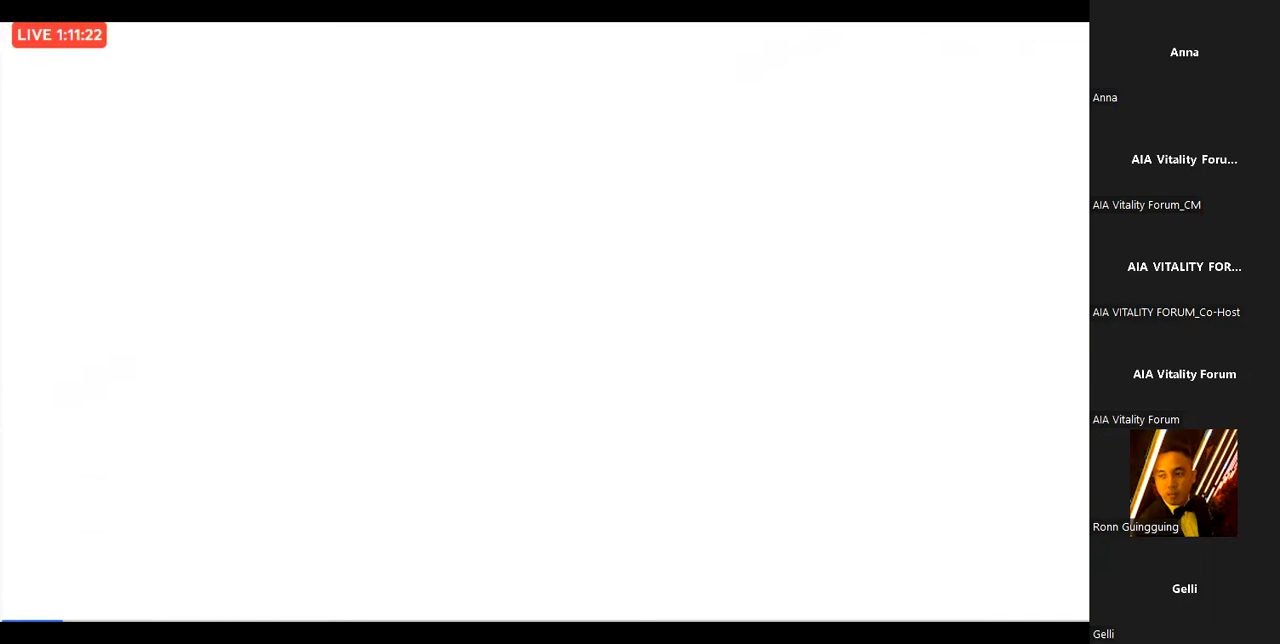 LIVE 1:11:22
Anna
Anna
AIA Vitality Foru...
AIA Vitality Forum_CM
AIA VITALITY FOR...
AIA VITALITY FORUM_Co-Host
AIA Vitality Forum
AIA Vitality Forum
Ronn Guingguing
Gelli
Gelli